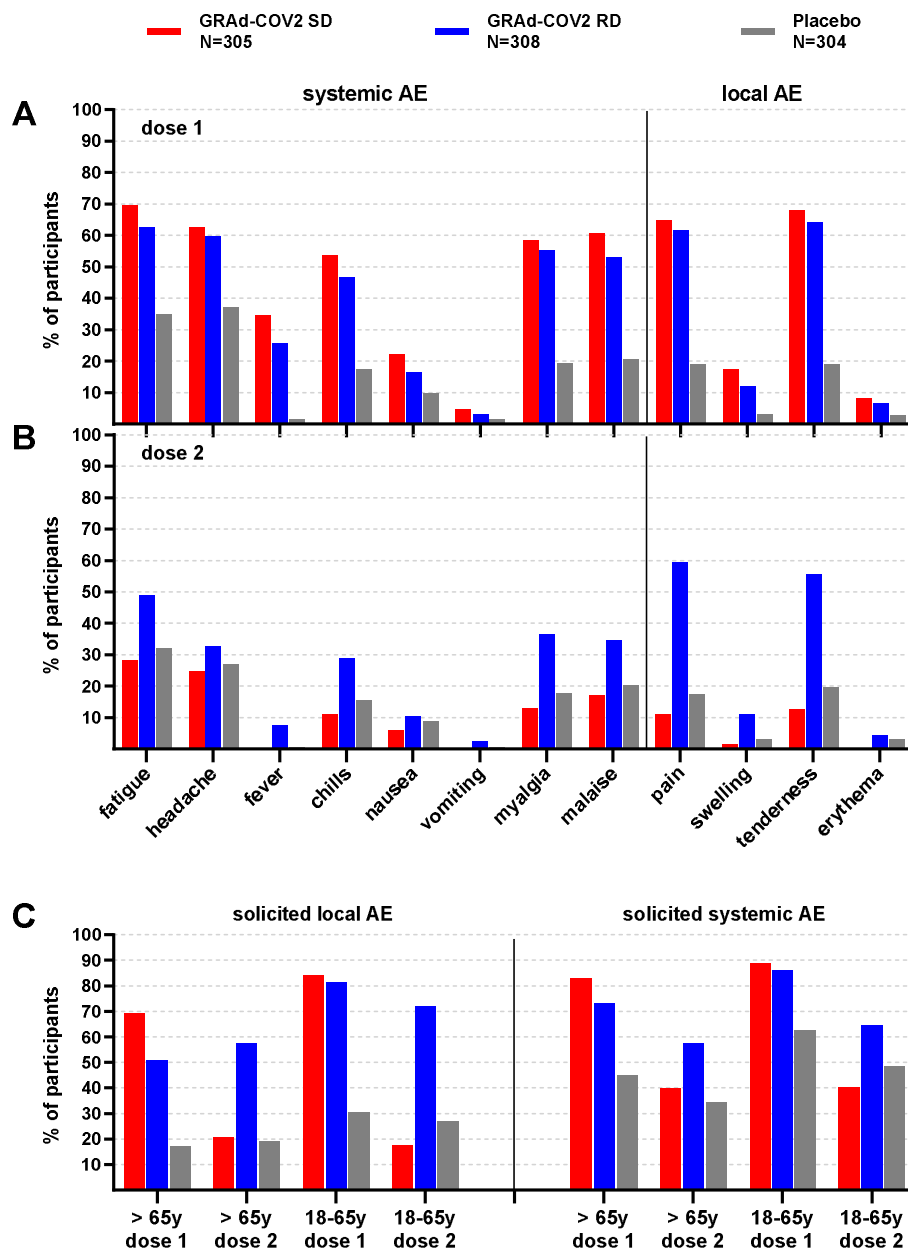 GRAd-COV2 SD
N=305
GRAd-COV2 RD
N=308
Placebo
N=304
A
systemic AE
local AE
dose 1
% of participants
100
90
80
70
60
50
40
30
20
10
B
dose 2
% of participants
100
90
80
70
60
50
40
30
20
10
fatigue
headache
fever
chills
nausea
vomiting
myalgia
malaise
pain
swelling
tenderness
erythema
C
solicited local AE
solicited systemic AE
% of participants
100
90
80
70
60
50
40
30
20
10
> 65y
dose 1
> 65y
dose 2
18-65y
dose 1
18-65y
dose 2
> 65y
dose 1
> 65y
dose 2
18-65y
dose 1
18-65y
dose 2